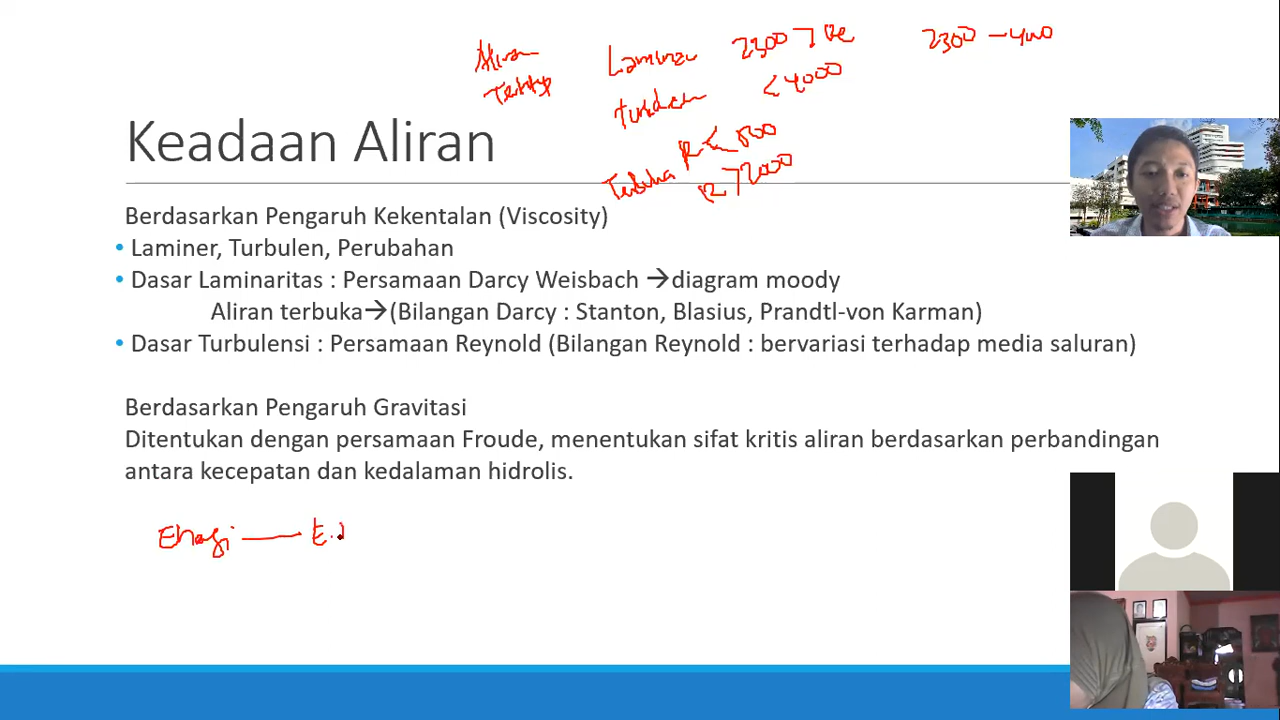 Aliran Laminer 2300 > Re 2300 - 4000
Tertutup turbulen < 4000
Keadaan Aliran
R < 500
Terbuka R > 2000
Berdasarkan Pengaruh Kekentalan (Viscosity)
• Laminer, Turbulen, Perubahan
• Dasar Laminaritas : Persamaan Darcy Weisbach →diagram moody
Aliran terbuka→(Bilangan Darcy : Stanton, Blasius, Prandtl-von Karman)
• Dasar Turbulensi : Persamaan Reynold (Bilangan Reynold : bervariasi terhadap media saluran)
Berdasarkan Pengaruh Gravitasi
Ditentukan dengan persamaan Froude, menentukan sifat kritis aliran berdasarkan perbandingan
antara kecepatan dan kedalaman hidrolis.
Energi — E.